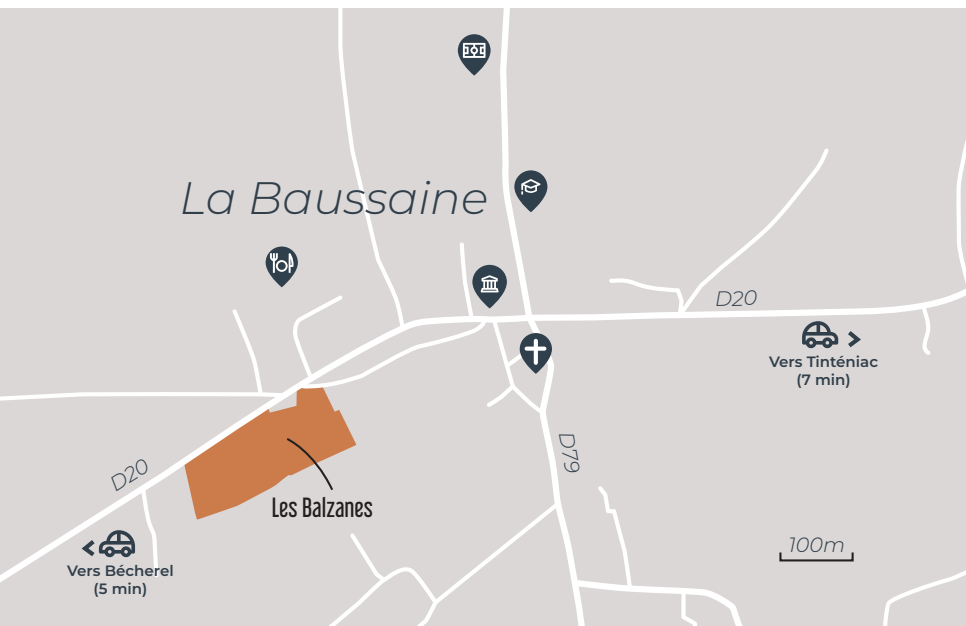 La Baussaine
D20
Vers Tinténiac
(7 min)
D79
D20
Les Balzanes
100m
Vers Bécherel
(5 min)